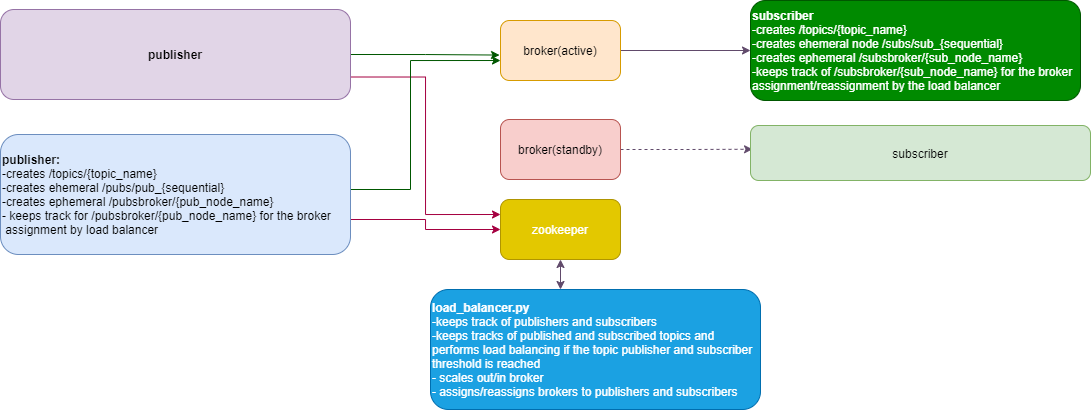 publisher
publisher:
-creates /topics/{topic_name}
-creates ehemeral /pubs/pub_{sequential}
-creates ephemeral /pubsbroker/{pub_node_name}
- keeps track for /pubsbroker/{pub_node_name} for the broker
assignment by load balancer
broker(active)
broker(standby)
zookeeper
load_balancer.py
-keeps track of publishers and subscribers
-keeps tracks of published and subscribed topics and
performs load balancing if the topic publisher and subscriber
threshold is reached
- scales out/in broker
- assigns/reassigns brokers to publishers and subscribers
subscriber
-creates /topics/{topic_name}
-creates ehemeral node /subs/sub_{sequential}
-creates ephemeral /subsbroker/{sub_node_name}
-keeps track of /subsbroker/{sub_node_name} for the broker
assignment/reassignment by the load balancer
subscriber